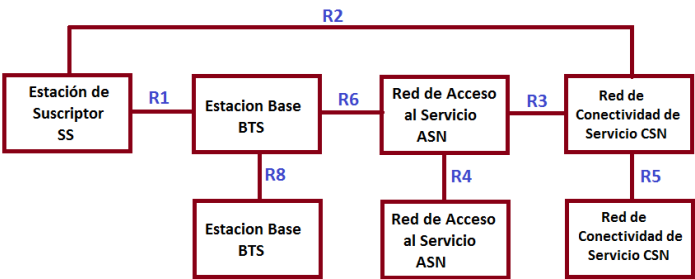 R2
Estación de
Suscriptor
SS
R1
Estacion Base
BTS
R6
Red de Acceso
al Servicio
ASN
R3
Red de
Conectividad de
Servicio CSN
R8
R4
R5
Estacion Base
BTS
Red de Acceso
al Servicio
ASN
Red de
Conectividad de
Servicio CSN